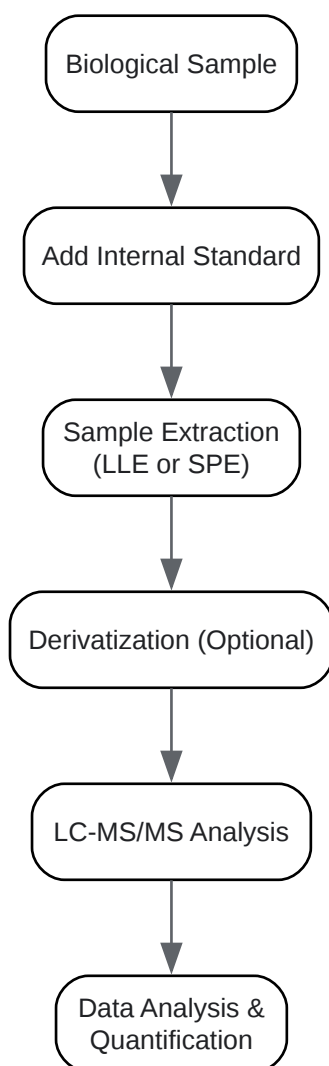 Biological Sample
Add Internal Standard
Sample Extraction
(LLE or SPE)
Derivatization (Optional)
LC-MS/MS Analysis
Data Analysis &
Quantification